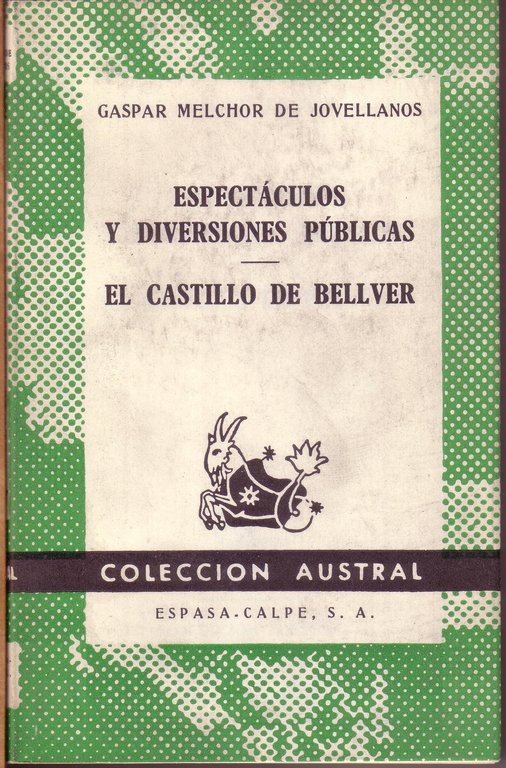 GASPAR MELCHOR DE JOVELLANOS
ESPECTÁCULOS
Y DIVERSIONES PÚBLICAS
EL CASTILLO DE BELLVER
COLECCION AUSTRAL
ESPASA-CALPE, S. A.